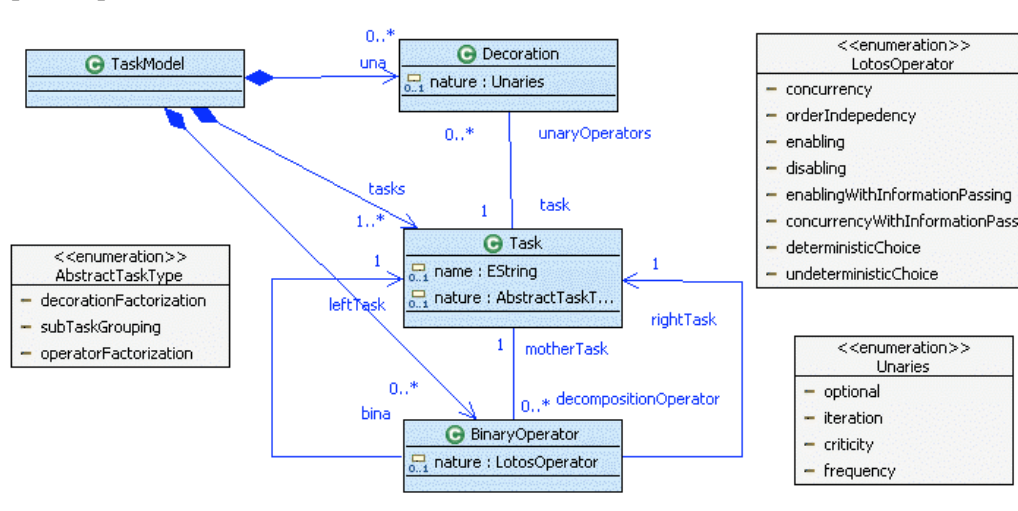 TaskModel
0..*
una
Decoration
0..1 nature : Unaries
0..*
unaryOperators
tasks
1..*
1
task
Task
0..1 name : EString
0..1 nature : AbstractTaskT...
1
leftTask
1
rightTask
1
motherTask
0..*
bina
0..*
decompositionOperator
BinaryOperator
0..1 nature : LotosOperator
<<enumeration>>
AbstractTaskType
decorationFactorization
subTaskGrouping
operatorFactorization
<<enumeration>>
LotosOperator
concurrency
orderIndepedency
enabling
disabling
enablingWithInformationPassing
concurrencyWithInformationPass
deterministicChoice
undeterministicChoice
<<enumeration>>
Unaries
optional
iteration
criticity
frequency